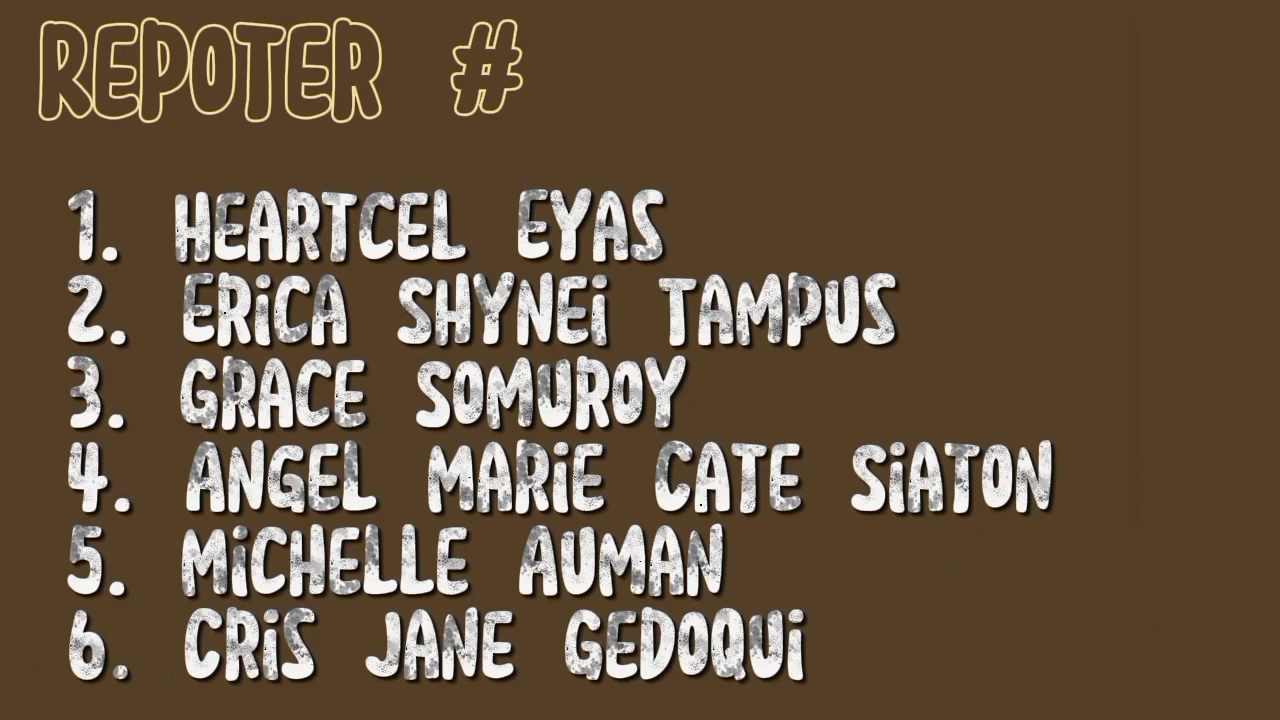 REPOTER #
1. HEARTCEL EYAS
2. ERiCA SHYNEi TAMPUS
3. GRACE SOMUROY
4. ANGEL MARiE CATE SiATON
5. MiCHELLE AUMAN
6. CRiS JANE GEDOQUi